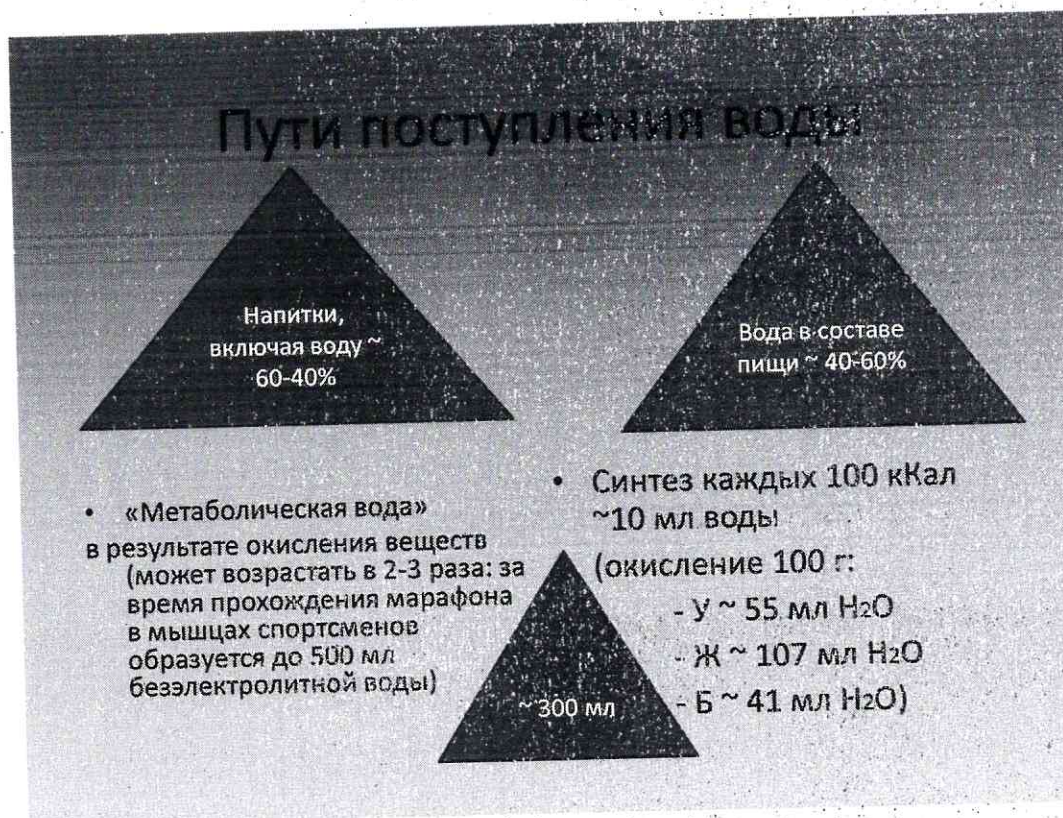 Пути поступления воды
Напитки,
включая воду ~
60-40%
Вода в составе
пищи ~ 40-60%
• «Метаболическая вода»
в результате окисления веществ
(может возрастать в 2-3 раза: за
время прохождения марафона
в мышцах спортсменов
образуется до 500 мл
безэлектролитной воды)
~ 300 мл
• Синтез каждых 100 кКал
~10 мл воды
(окисление 100 г:
- У ~ 55 мл H2O
- Ж ~ 107 мл H2O
- Б ~ 41 мл H2O)